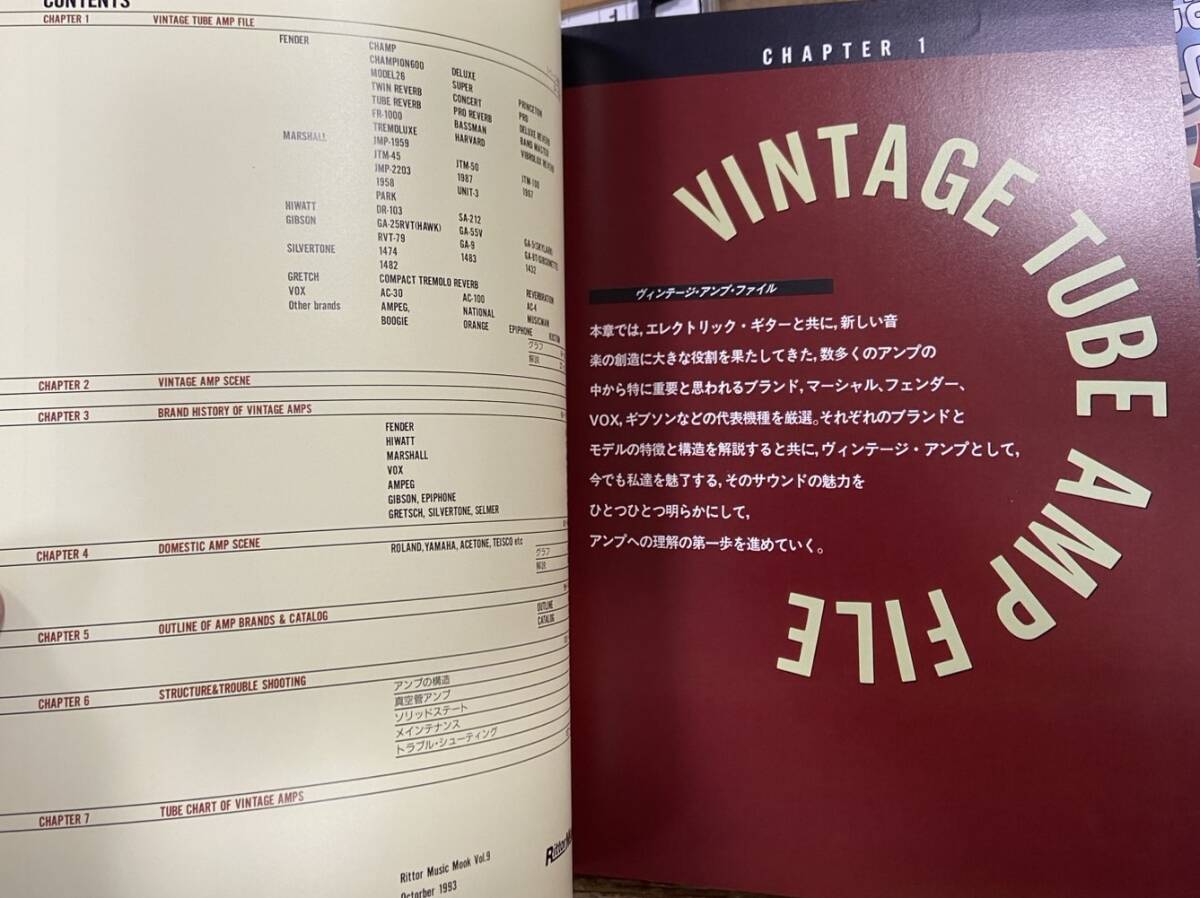 CONTENTS
CHAPTER 1 VINTAGE TUBE AMP FILE
FENDER CHAMP
CHAMPION600 DELUXE PRINCETON
MODEL26 SUPER PRO
TWIN REVERB CONCERT DELUXE REVERB
TUBE REVERB PRO REVERB BAND MASTER
FR-1000 BASSMAN VIBROLUX REVERB
TREMOLUXE HARVARD
MARSHALL JMP-1959
JTM-45 JTM-50 JTM-100
JMP-2203 1987 1967
1958 UNIT-3
PARK
HIWATT DR-103 SA-212
GIBSON GA-25RVT(HAWK) GA-55V GA-5(SKYLARK)
RVT-79 GA-9
SILVERTONE 1474 1483 1432
1482
GRETCH COMPACT TREMOLO REVERB
VOX AC-30 AC-100 AC-4
Other brands AMPEG, NATIONAL MUSICMAN
BOOGIE ORANGE EPIPHONE
グラフ
解説
CHAPTER 2 VINTAGE AMP SCENE
CHAPTER 3 BRAND HISTORY OF VINTAGE AMPS
FENDER
HIWATT
MARSHALL
VOX
AMPEG
GIBSON, EPIPHONE
GRETSCH, SILVERTONE, SELMER
CHAPTER 4 DOMESTIC AMP SCENE ROLAND,YAMAHA, ACETONE, TEISCO etc
グラフ
解説
CHAPTER 5 OUTLINE OF AMP BRANDS & CATALOG
OUTLINE
CATALOG
CHAPTER 6 STRUCTURE&TROUBLE SHOOTING
アンプの構造
真空管アンプ
ソリッドステート
メインテナンス
トラブル・シューティング
CHAPTER 7 TUBE CHART OF VINTAGE AMPS
Rittor Music Mook Vol.9
Octorber 1993
CHAPTER 1
VINTAGE TUBE AMP FILE
ヴィンテージ・アンプ・ファイル
本章では，エレクトリック・ギターと共に，新しい音
楽の創造に大きな役割を果たしてきた，数多くのアンプの
中から特に重要と思われるブランド，マーシャル、フェンダー、
VOX，ギブソンなどの代表機種を厳選。それぞれのブランドと
モデルの特徴と構造を解説すると共に，ヴィンテージ・アンプとして，
今でも私達を魅了する，そのサウンドの魅力を
ひとつひとつ明らかにして，
アンプへの理解の第一歩を進めていく。